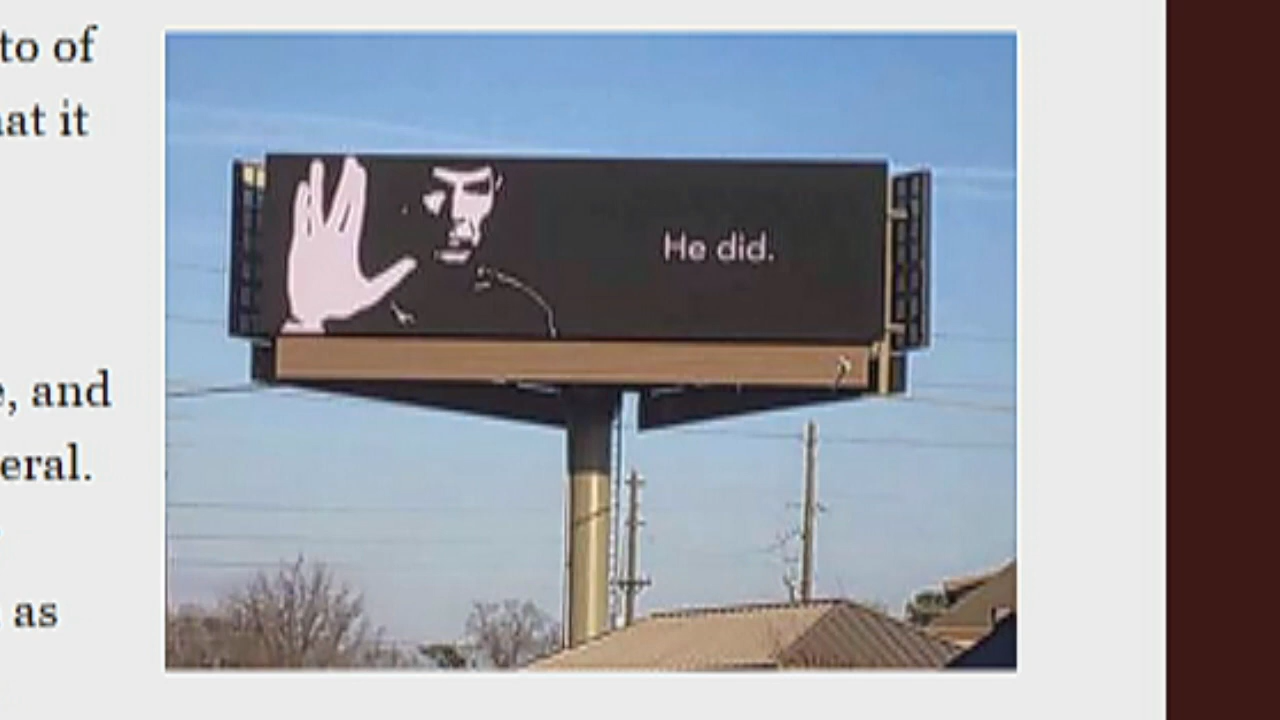 to of
at it
He did.
, and
eral.
as